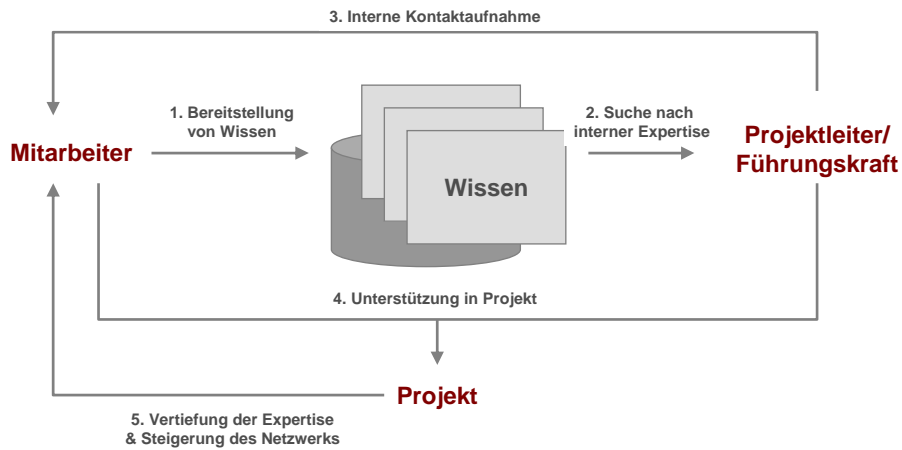 3. Interne Kontaktaufnahme
1. Bereitstellung
von Wissen
2. Suche nach
interner Expertise
Mitarbeiter
Wissen
Projektleiter/
Führungskraft
4. Unterstützung in Projekt
Projekt
5. Vertiefung der Expertise
& Steigerung des Netzwerks